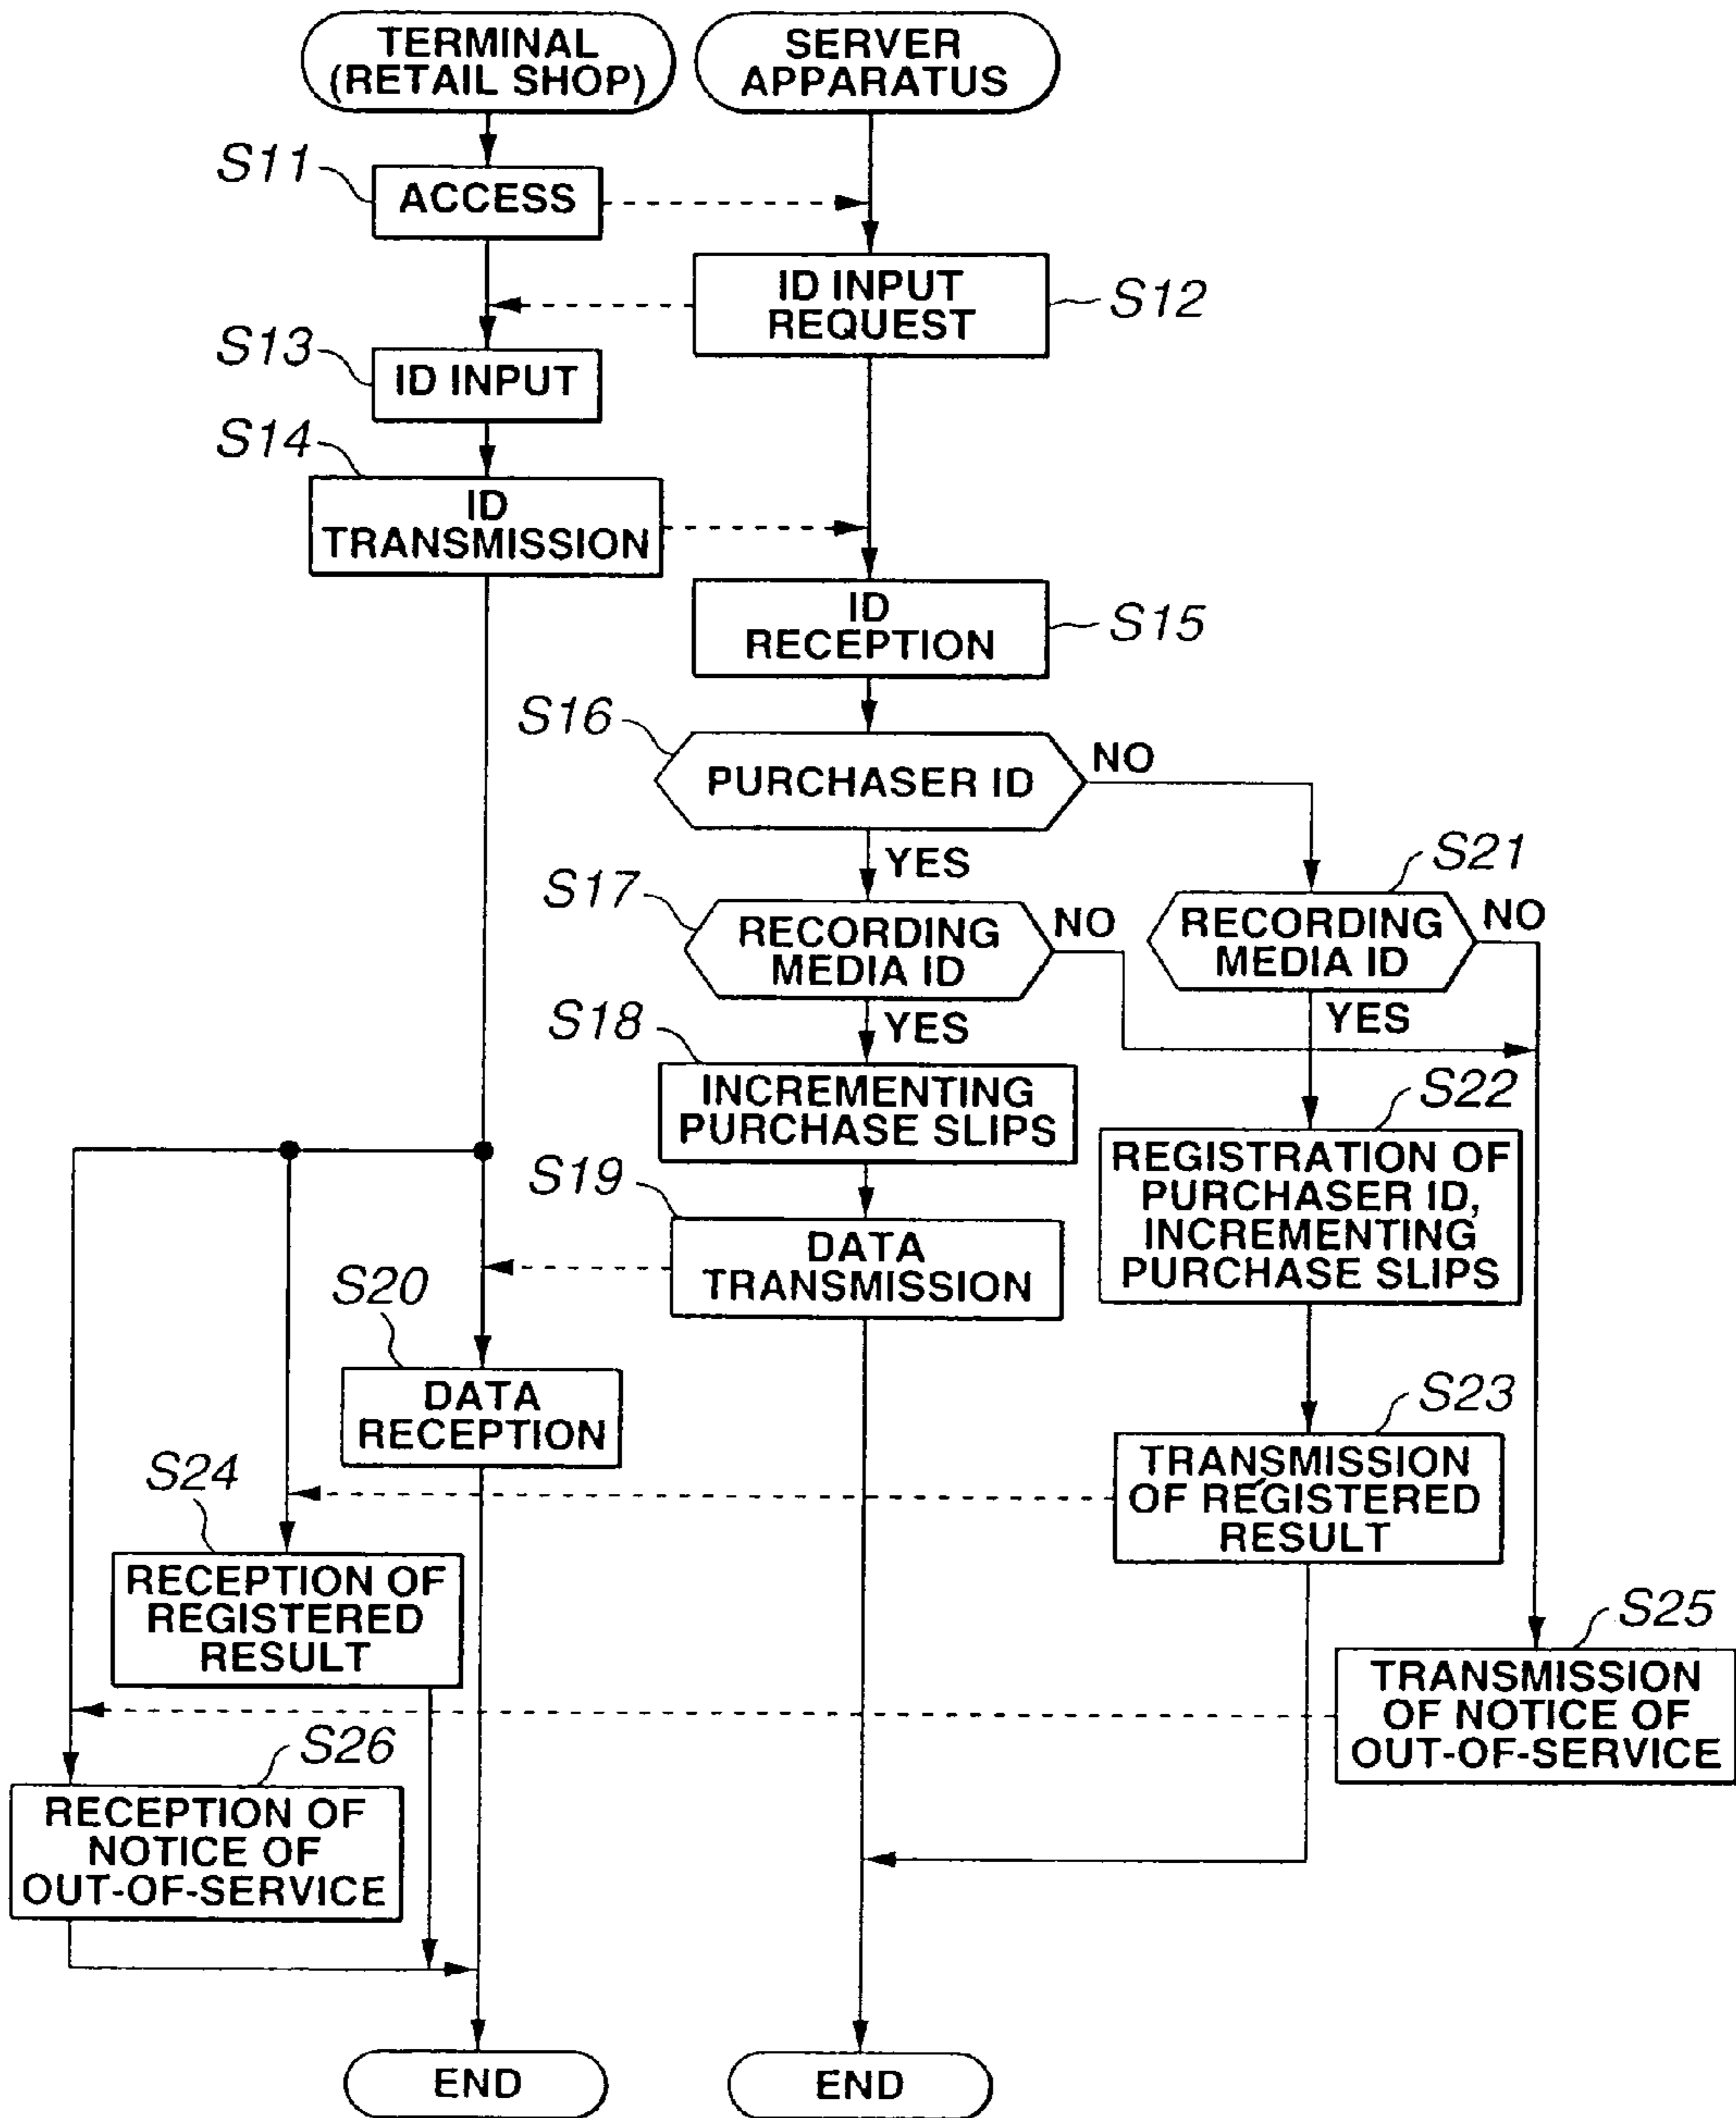 TERMINAL
(RETAIL SHOP)
SERVER
APPARATUS
S11
ACCESS
ID INPUT
REQUEST
S12
S13
ID INPUT
S14
ID
TRANSMISSION
ID
RECEPTION
S15
S16
PURCHASER ID
NO
YES
S17
RECORDING
MEDIA ID
NO
YES
S21
RECORDING
MEDIA ID
NO
YES
S18
INCREMENTING
PURCHASE SLIPS
S22
REGISTRATION OF
PURCHASER ID,
INCREMENTING
PURCHASE SLIPS
S19
DATA
TRANSMISSION
S20
DATA
RECEPTION
S23
TRANSMISSION
OF REGISTERED
RESULT
S24
RECEPTION OF
REGISTERED
RESULT
S25
TRANSMISSION
OF NOTICE OF
OUT-OF-SERVICE
S26
RECEPTION OF
NOTICE OF
OUT-OF-SERVICE
END
END